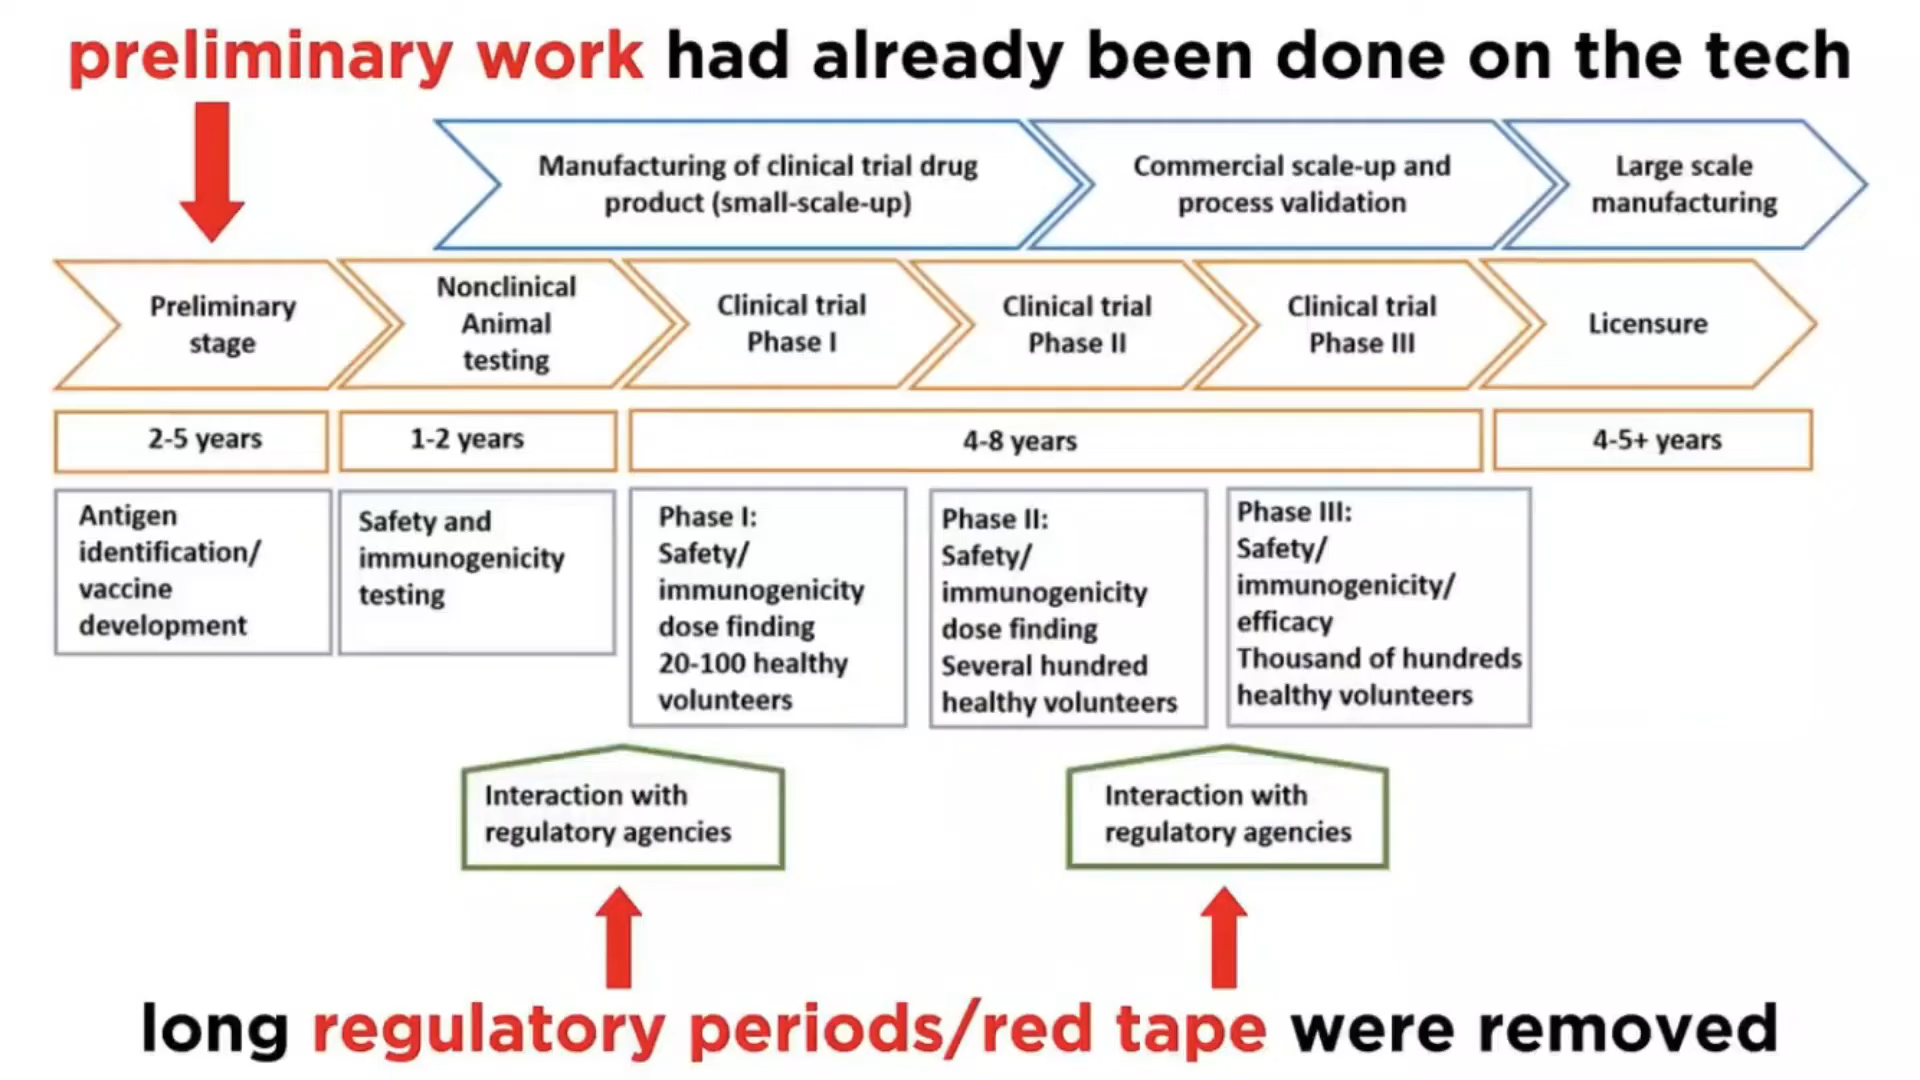 preliminary work had already been done on the tech
Manufacturing of clinical trial drug
product (small-scale-up)
Commercial scale-up and
process validation
Large scale
manufacturing
Preliminary
stage
Nonclinical
Animal
testing
Clinical trial
Phase I
Clinical trial
Phase II
Clinical trial
Phase III
Licensure
2-5 years
1-2 years
4-8 years
4-5+ years
Antigen
identification/
vaccine
development
Safety and
immunogenicity
testing
Phase I:
Safety/
immunogenicity
dose finding
20-100 healthy
volunteers
Phase II:
Safety/
immunogenicity
dose finding
Several hundred
healthy volunteers
Phase III:
Safety/
immunogenicity/
efficacy
Thousand of hundreds
healthy volunteers
Interaction with
regulatory agencies
Interaction with
regulatory agencies
long regulatory periods/red tape were removed